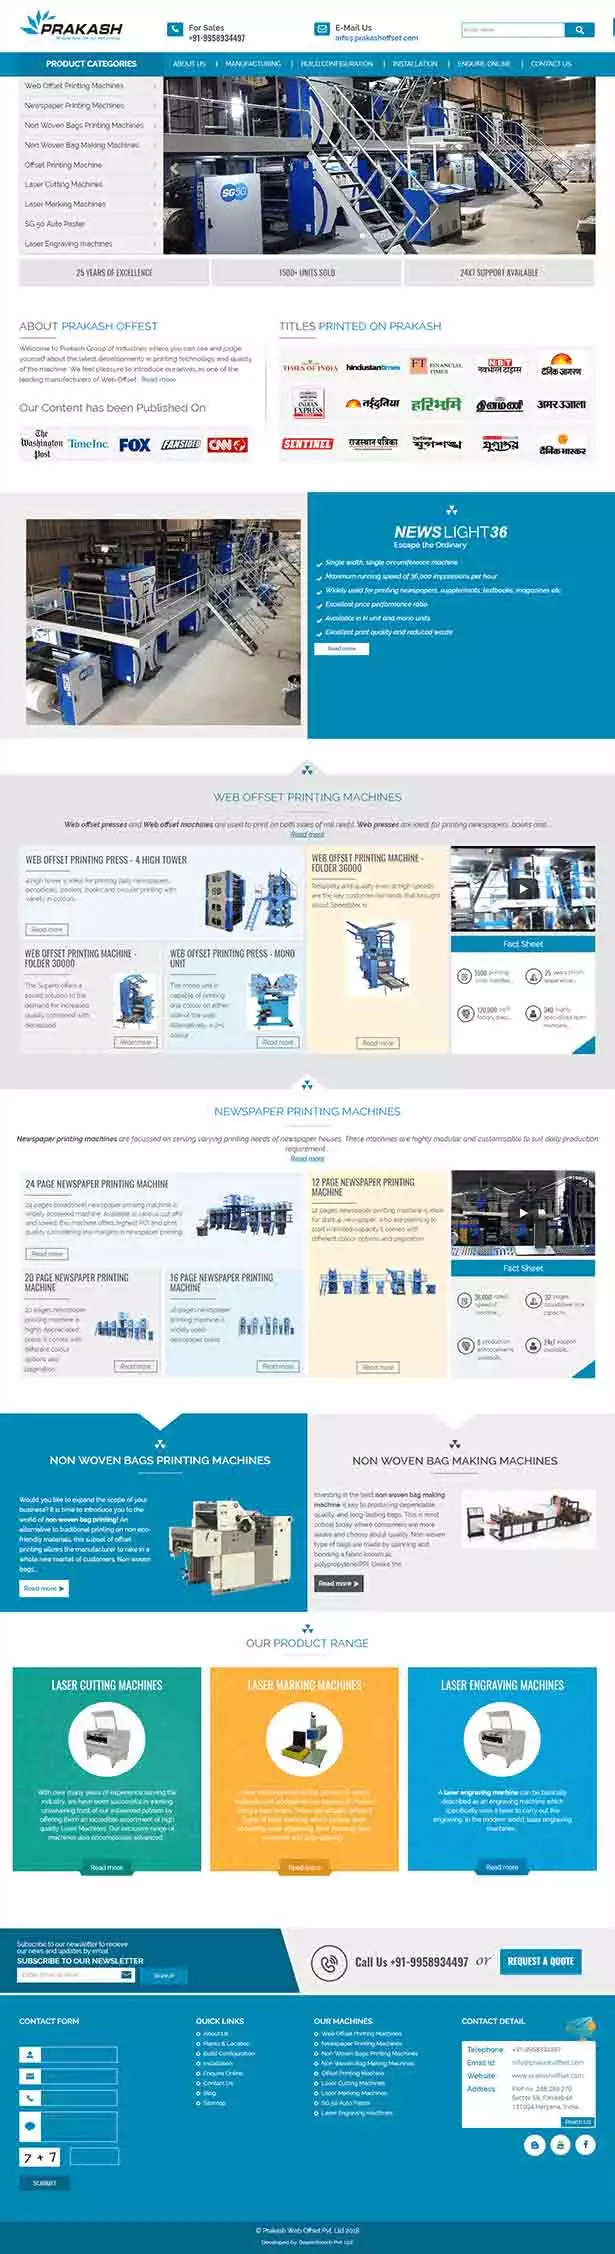 PRAKASH
For Sales
+91-9958934497
E-Mail Us
info@prakashoffset.com
PRODUCT CATEGORIES
ABOUT US | MANUFACTURING | BUILD CONFIGURATION | INSTALLATION | ENQUIRE ONLINE | CONTACT US
Web Offset Printing Machines
Newspaper Printing Machines
Non Woven Bags Printing Machines
Non Woven Bag Making Machines
Offset Printing Machine
Laser Cutting Machines
Laser Marking Machines
SG 50 Auto Paster
Laser Engraving machines
SG50
25 YEARS OF EXCELLENCE
1500+ UNITS SOLD
24X7 SUPPORT AVAILABLE
ABOUT PRAKASH OFFEST
Welcome to Prakash Group of Industries where you can see and judge
yourself about the latest developments in printing technology and quality
of the machine. We feel pleasure to introduce ourselves as one of the
leading manufacturers of Web Offset. Read more
Our Content has been Published On
The Washington Post
TimeInc.
FOX
FANSIDED
CNN
TITLES PRINTED ON PRAKASH
TIMES OF INDIA
hindustantimes
FT FINANCIAL TIMES
NBT नवभारत टाइम्स
दैनिक जागरण
INDIAN EXPRESS
नईदुनिया
हरिभूमि
अमर उजाला
SENTINEL
राजस्थान पत्रिका
दैनिक भास्कर
NEWS LIGHT36
Escape the Ordinary
Single width, single circumference machine
Maximum running speed of 36,000 impressions per hour
Widely used for printing newspapers, supplements, textbooks, magazines etc
Excellent price performance ratio
Available in H unit and mono units
Excellent print quality and reduced waste
Read more
WEB OFFSET PRINTING MACHINES
Web offset presses and Web offset machines are used to print on both sides of the web. Web presses are ideal for printing newspapers, books and...
Read more
WEB OFFSET PRINTING PRESS - 4 HIGH TOWER
4 high tower is ideal for printing daily newspapers,
periodicals, posters, books and circular printing with
variety in colours.
Read more
WEB OFFSET PRINTING MACHINE -
FOLDER 30000
The Superb offers a
sound solution to the
demand for increased
quality combined with
decreased
Read more
WEB OFFSET PRINTING PRESS - MONO
UNIT
The mono unit is
capable of printing
one colour on either
side of the web.
Alternatively, a 2+1
colour
Read more
WEB OFFSET PRINTING MACHINE -
FOLDER 36000
Reliability and quality even at high speeds
are the key customer demands that brought
about Speedster in
Read more
Fact Sheet
1500 printing
25 years
experience...
120,000
factory
340 highly
specialised team
NEWSPAPER PRINTING MACHINES
Newspaper printing machines are focussed on serving varying printing needs of newspaper houses. These machines are highly modular and customisable to suit daily production
requirement.
Read more
24 PAGE NEWSPAPER PRINTING MACHINE
24 pages broadsheet newspaper printing machine is
widely accepted machine. Available in various cut offs
and speed, this machine offers highest ROI and print
quality considering low margins in newspaper printing.
Read more
20 PAGE NEWSPAPER PRINTING
MACHINE
20 pages newspaper
printing machine is
highly appreciated
press. It comes with
different colour
options and
pagination.
Read more
16 PAGE NEWSPAPER PRINTING
MACHINE
16 pages newspaper
printing machine is
widely used
newspaper press.
Read more
12 PAGE NEWSPAPER PRINTING
MACHINE
12 pages newspaper printing machine is ideal
for startup newspaper, who are planning to
start in limited capacity. It comes with
different colour options and pagination.
Read more
Fact Sheet
36,000 rated
speed of
machine...
32 pages
broadsheet size
capacity
8 production
enhancements
available...
24x7 support
available...
NON WOVEN BAGS PRINTING MACHINES
Would you like to expand the scope of your
business? It is time to introduce you to the
world of non woven bag printing! An
alternative to traditional printing on non eco-
friendly materials, this subset of offset
printing allows the manufacturer to rake in a
whole new market of customers. Non woven
bags...
Read more
NON WOVEN BAG MAKING MACHINES
Investing in the best non woven bag making
machine is key to producing dependable,
quality, and long-lasting bags. This is most
critical today where consumers are more
aware and choosy about quality. Non woven
type of bags are made by spinning and
bonding a fabric known as
polypropylene(PP). Unlike the
Read more
OUR PRODUCT RANGE
LASER CUTTING MACHINES
With over many years of experience serving the
industry, we have been successful in earning
unwavering trust of our esteemed patrons by
offering them an incredible assortment of high
quality Laser Machines. Our exclusive range of
machines also encompasses advanced
Read more
LASER MARKING MACHINES
Read more
LASER ENGRAVING MACHINES
A laser engraving machine can be basically
described as an engraving machine which
specifically uses a laser to carry out the
engraving. In the modern world, laser engraving
machines..
Read more
Subscribe to our newsletter to recieve
our news and updates by email
SUBSCRIBE TO OUR NEWSLETTER
SIGN UP
Call Us +91-9958934497 or
REQUEST A QUOTE
CONTACT FORM
7 + 7
SUBMIT
QUICK LINKS
About Us
Plants & Location
Build Configuration
Installation
Enquire Online
Contact Us
Blog
Sitemap
OUR MACHINES
Web Offset Printing Machines
Newspaper Printing Machines
Non Woven Bags Printing Machines
Non Woven Bag Making Machines
Offset Printing Machine
Laser Cutting Machines
Laser Marking Machines
SG 50 Auto Paster
Laser Engraving Machines
CONTACT DETAIL
Telephone +91-9958934497
Email Id: info@prakashoffset.com
Website www.prakashoffset.com
Address Plot no. 268,269,270
Sector 58, Faridabad
121004 Haryana, India.
Reach Us
© Prakash Web Offset Pvt. Ltd 2018